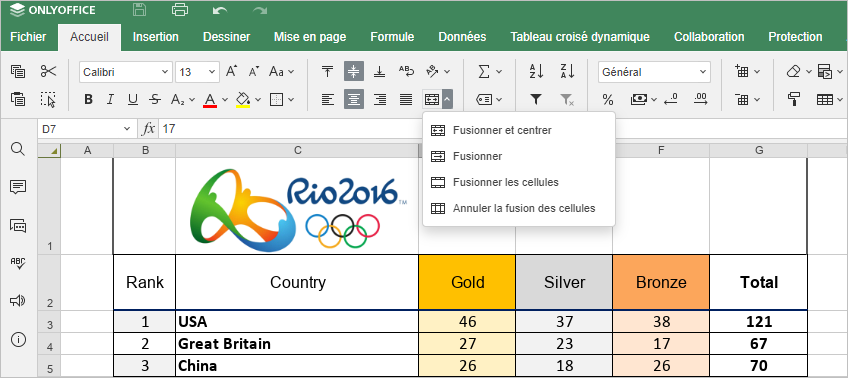 ONLYOFFICE
Fichier Accueil Insertion Dessiner Mise en page Formule Données Tableau croisé dynamique Collaboration Protection
Calibri 13 A A Aa A Z Z A Général
B I U S A A % 
D7 fx 17
A B C F G
Fusionner et centrer
Fusionner
Fusionner les cellules
Annuler la fusion des cellules
Rio2016™
1
2 Rank Country Gold Silver Bronze Total
3 1 USA 46 37 38 121
4 2 Great Britain 27 23 17 67
5 3 China 26 18 26 70